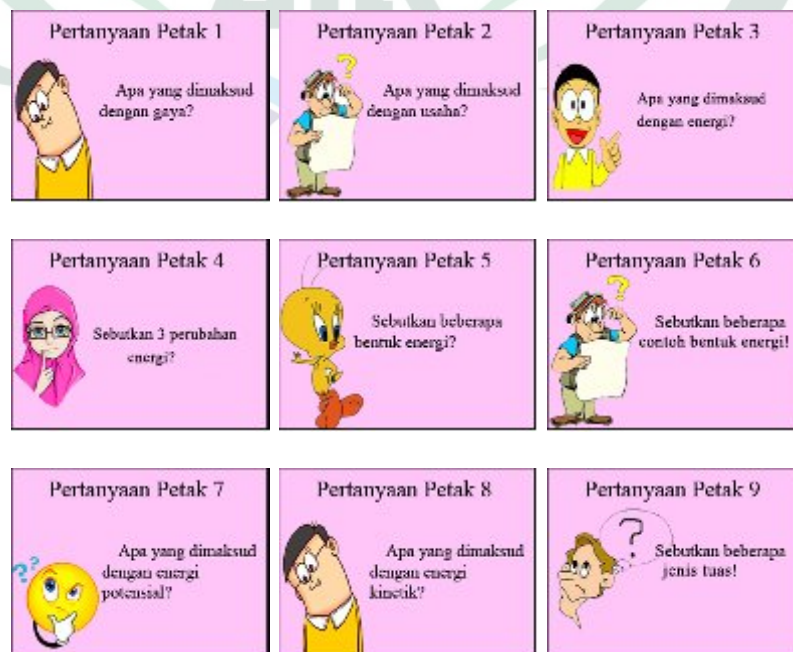 Pertanyaan Petak 1
Apa yang dimaksud
dengan gaya?
Pertanyaan Petak 2
?
Apa yang dimaksud
dengan usaha?
Pertanyaan Petak 3
Apa yang dimaksud
dengan energi?
Pertanyaan Petak 4
Sebutkan 3 perubahan
energi?
Pertanyaan Petak 5
Sebutkan beberapa
bentuk energi?
Pertanyaan Petak 6
?
Sebutkan beberapa
contoh bentuk energi!
Pertanyaan Petak 7
??
Apa yang dimaksud
dengan energi
potensial?
Pertanyaan Petak 8
Apa yang dimaksud
dengan energi
kinetik?
Pertanyaan Petak 9
?
Sebutkan beberapa
jenis tuas!